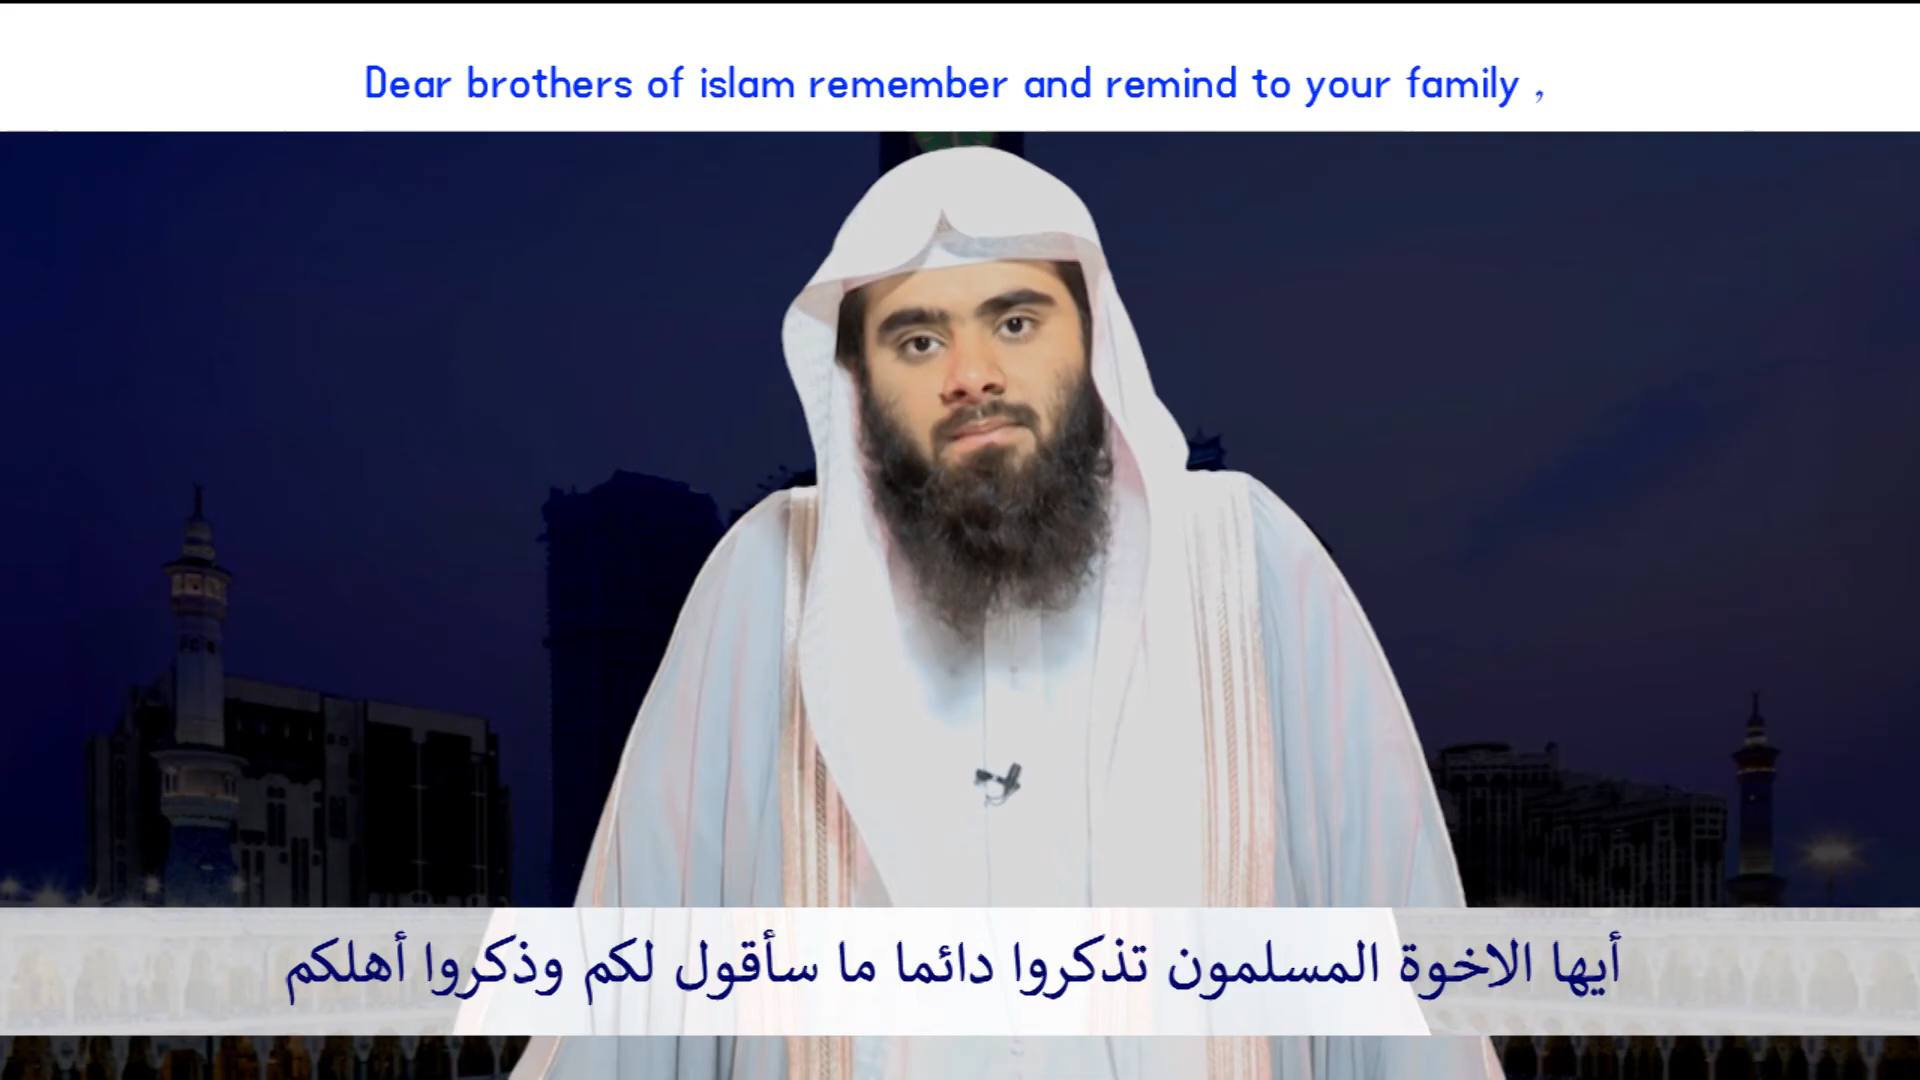 Dear brothers of islam remember and remind to your family ,
أيها الاخوة المسلمون تذكروا دائما ما سأقول لكم وذكروا أهلكم